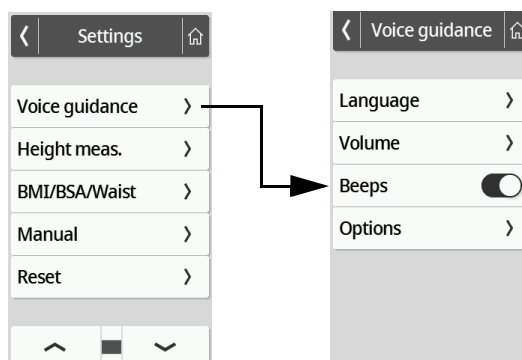 Settings
Voice guidance
Height meas.
BMI/BSA/Waist
Manual
Reset
Voice guidance
Language
Volume
Beeps
Options